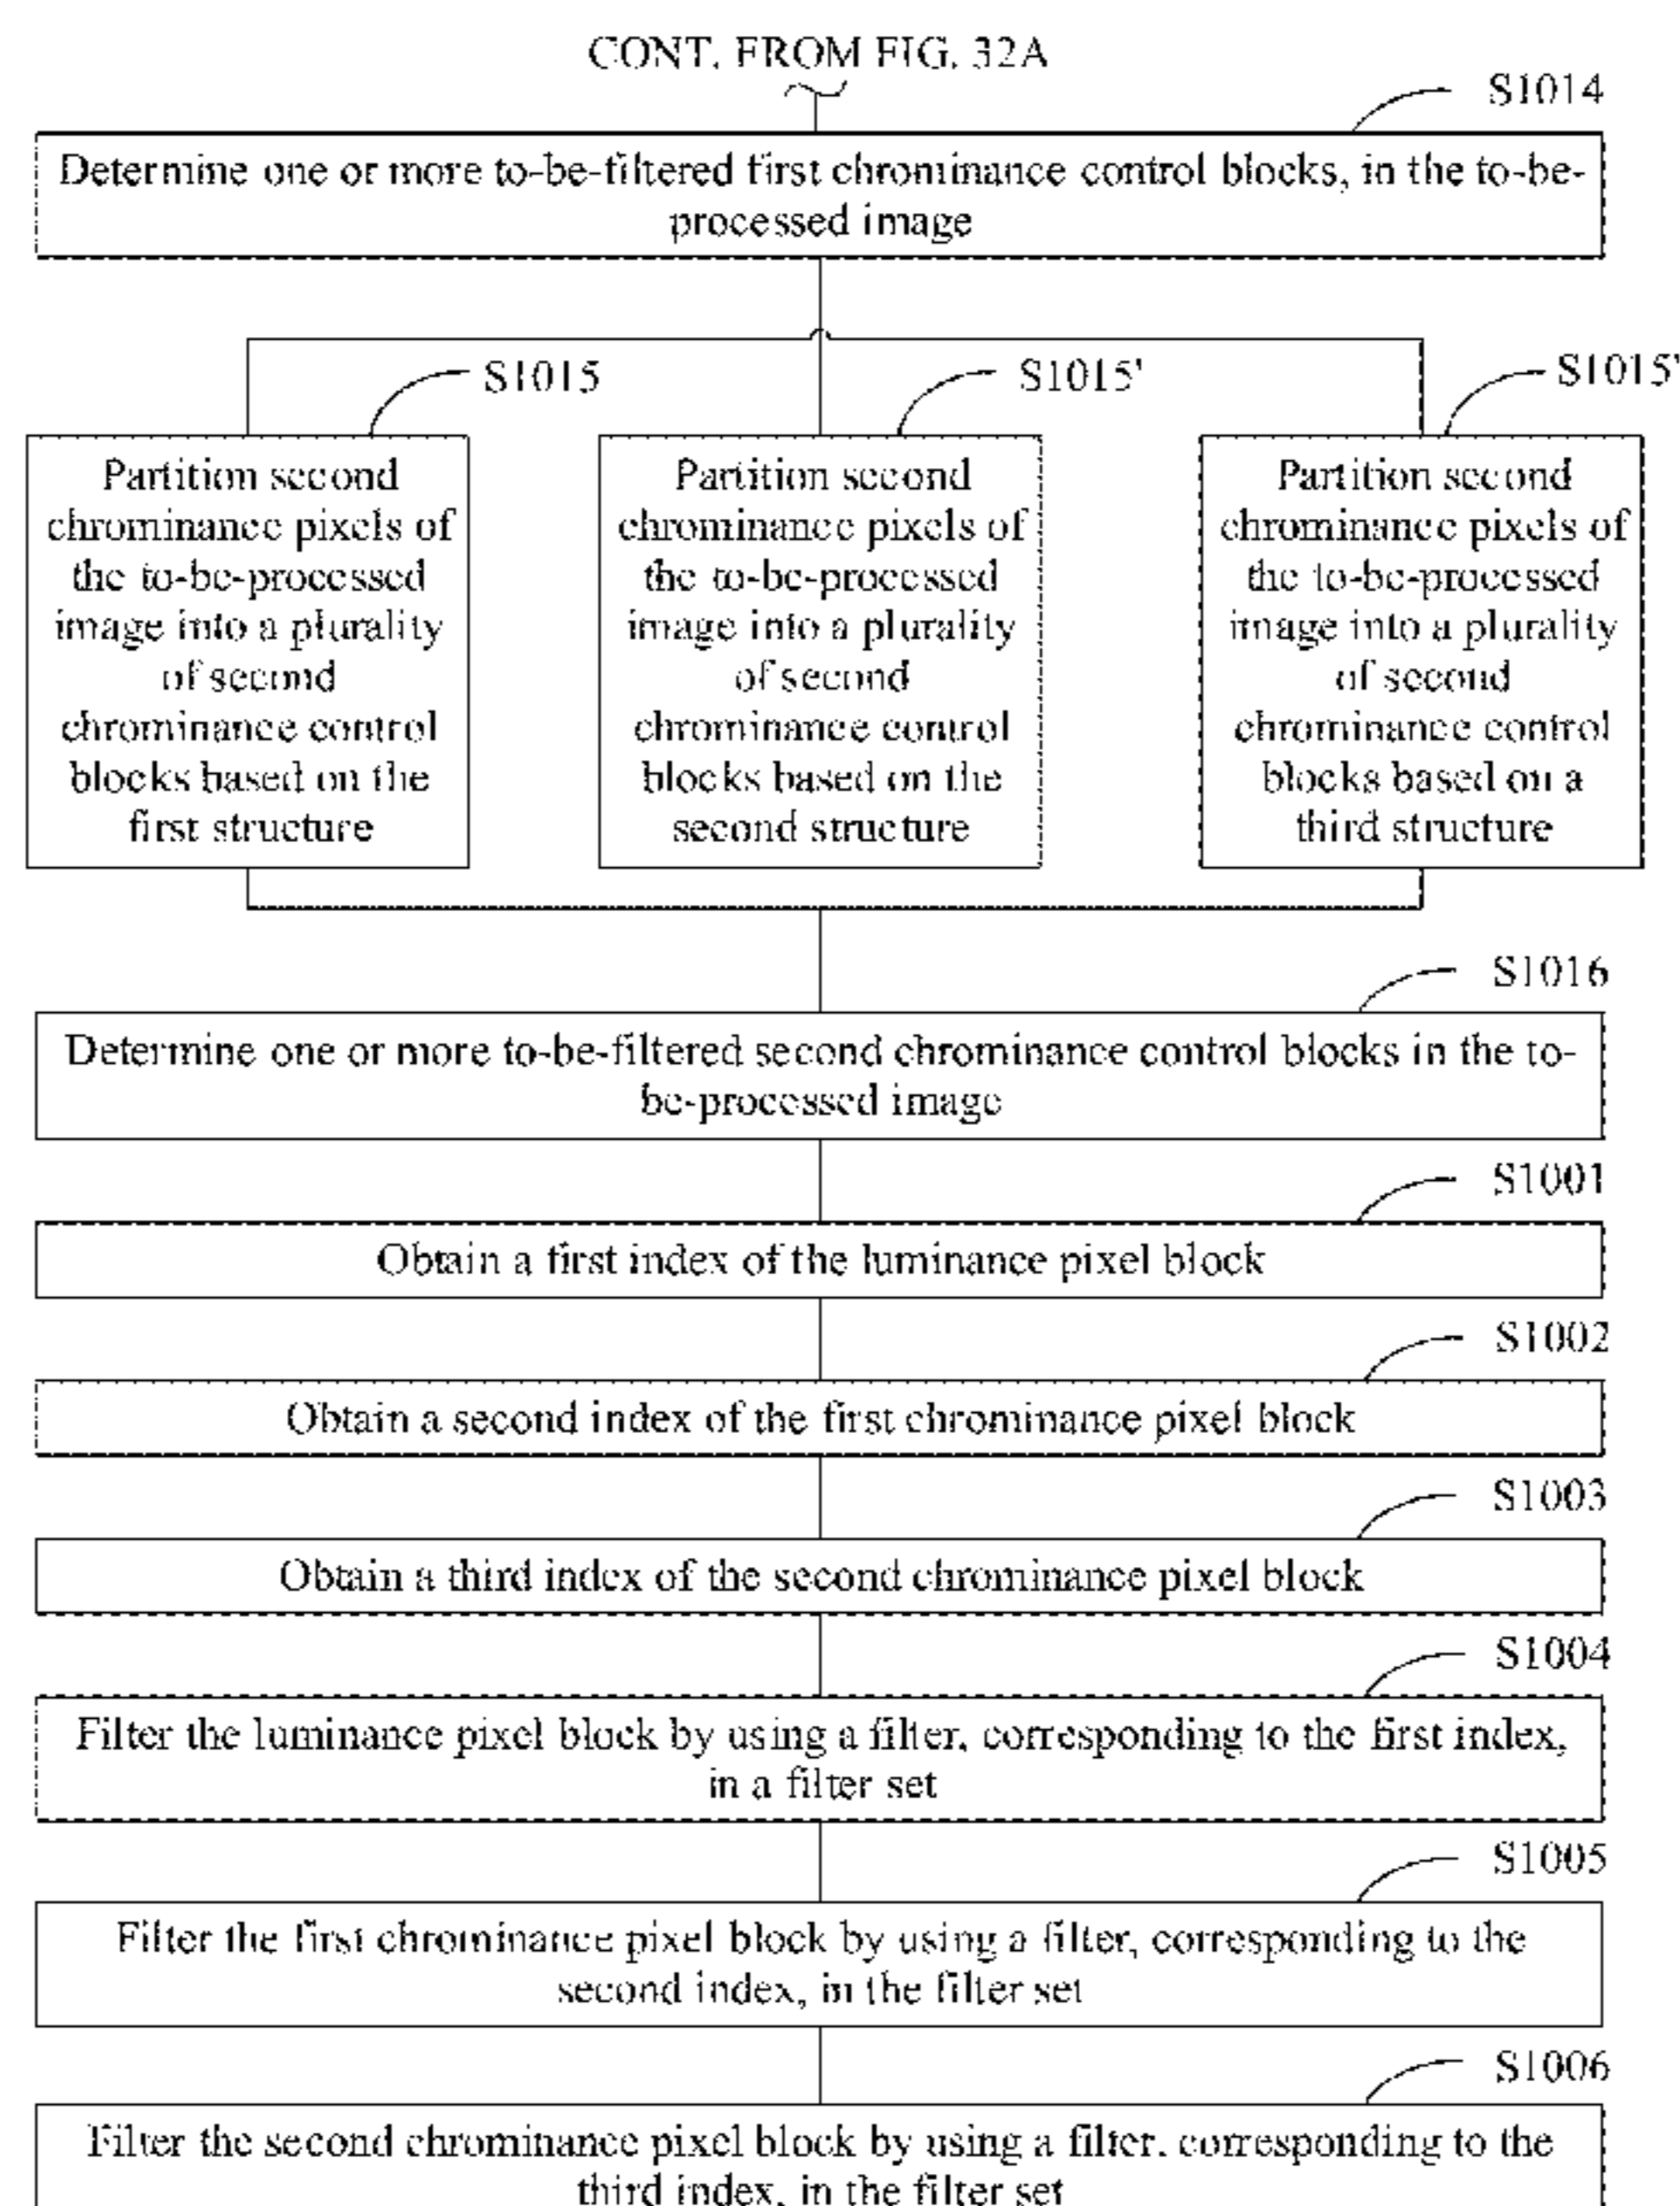 CONT. FROM FIG. 32A
S1014
Determine one or more to-be-filtered first chrominance control blocks, in the to-be-
processed image
S1015
Partition second
chrominance pixels of
the to-be-processed
image into a plurality
of second
chrominance control
blocks based on the
first structure
S1015'
Partition second
chrominance pixels of
the to-be-processed
image into a plurality
of second
chrominance control
blocks based on the
second structure
S1015'
Partition second
chrominance pixels of
the to-be-processed
image into a plurality
of second
chrominance control
blocks based on a
third structure
S1016
Determine one or more to-be-filtered second chrominance control blocks in the to-
be-processed image
S1001
Obtain a first index of the luminance pixel block
S1002
Obtain a second index of the first chrominance pixel block
S1003
Obtain a third index of the second chrominance pixel block
S1004
Filter the luminance pixel block by using a filter, corresponding to the first index,
in a filter set
S1005
Filter the first chrominance pixel block by using a filter, corresponding to the
second index, in the filter set
S1006
Filter the second chrominance pixel block by using a filter, corresponding to the
third index, in the filter set